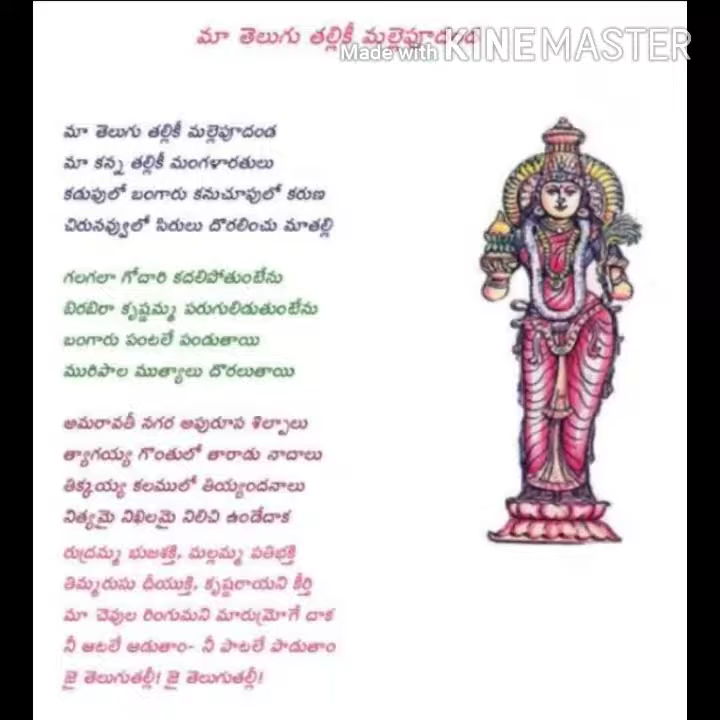 మా తెలుగు తల్లికీ మల్లెపూదండ
Made with KINEMASTER
మా తెలుగు తల్లికీ మల్లెపూదండ
మా కన్న తల్లికీ మంగళారతులు
కడుపులో బంగారు కనుచూపులో కరుణ
చిరునవ్వులో సిరులు దొరలించు మాతల్లి
గలగలా గోదారి కదలిపోతుంటేను
బిరబిరా కృష్ణమ్మ పరుగులిడుతుంటేను
బంగారు పంటలే పండుతాయి
మురిపాల ముత్యాలు దొరలుతాయి
అమరావతీ నగర అపురూప శిల్పాలు
త్యాగయ్య గొంతులో తారాడు నాదాలు
తిక్కయ్య కలములో తియ్యందనాలు
నిత్యమై నిఖిలమై నిలిచి ఉండేదాక
రుద్రమ్మ భుజశక్తి, మల్లమ్మ పతిభక్తి
తిమ్మరుసు ధీయుక్తి, కృష్ణరాయని కీర్తి
మా చెవుల రింగుమని మారుమ్రోగే దాక
నీ ఆటలే ఆడుతాం- నీ పాటలే పాడుతాం
జై తెలుగుతల్లీ! జై తెలుగుతల్లీ!